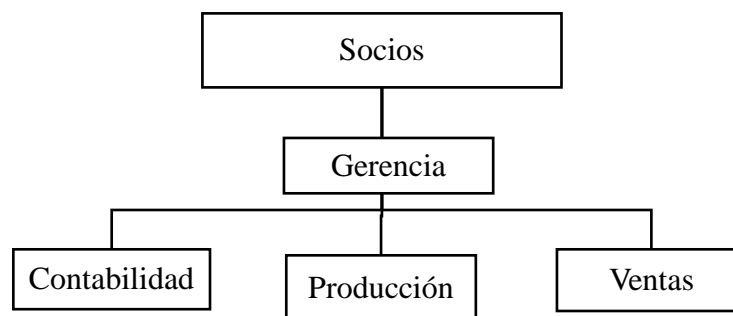 Socios
Gerencia
Contabilidad
Producción
Ventas